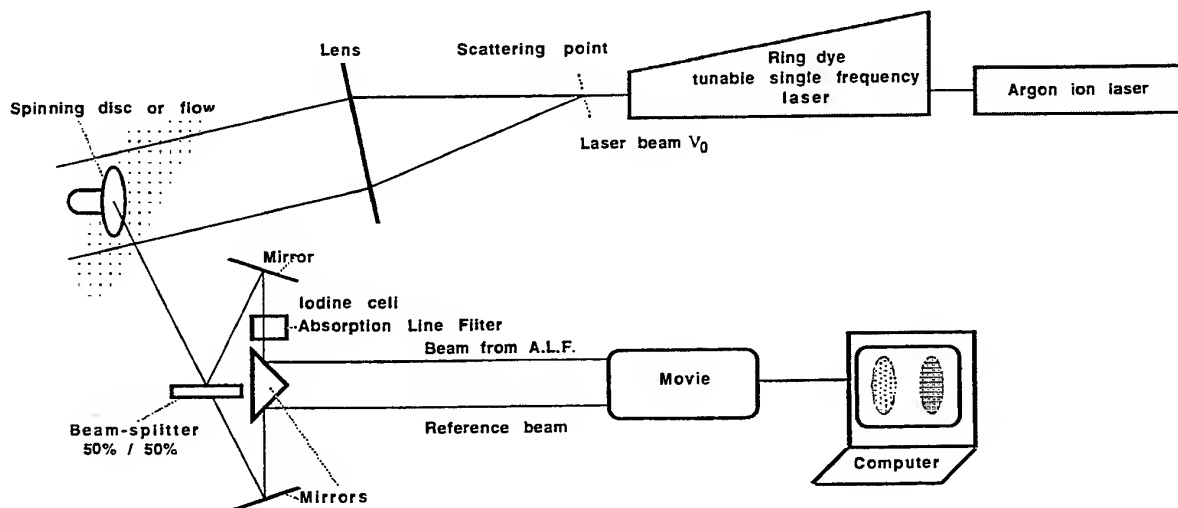 Lens
Scattering point
Ring dye
tunable single frequency
laser
Argon ion laser
Spinning disc or flow
Laser beam V0
Mirror
Iodine cell
Absorption Line Filter
Beam from A.L.F.
Movie
Reference beam
Beam-splitter
50% / 50%
Computer
Mirrors